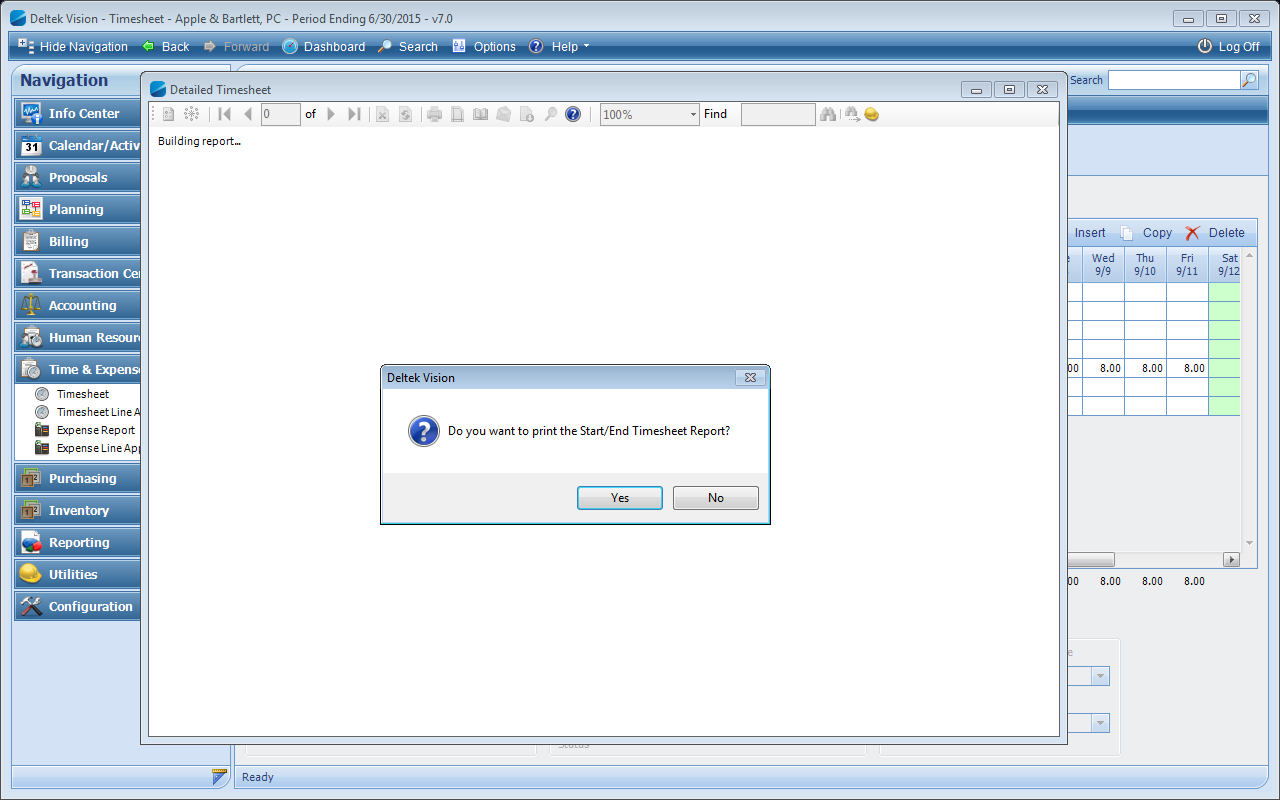 Deltek Vision - Timesheet - Apple & Bartlett, PC - Period Ending 6/30/2015 - v7.0
Hide Navigation Back Forward Dashboard Search Options Help Log Off
Navigation
Search
Info Center
31 Calendar/Activ
Proposals
Planning
Billing
Transaction Ce
Accounting
Human Resour
Time & Expens
Timesheet
Timesheet Line A
Expense Report
Expense Line App
Purchasing
Inventory
Reporting
Utilities
Configuration
Detailed Timesheet
0 of 100% Find
Building report...
Deltek Vision
Do you want to print the Start/End Timesheet Report?
Yes No
Insert Copy Delete
Wed Thu Fri Sat
9/9 9/10 9/11 9/12
.00 8.00 8.00 8.00
.00 8.00 8.00 8.00
Status
Ready